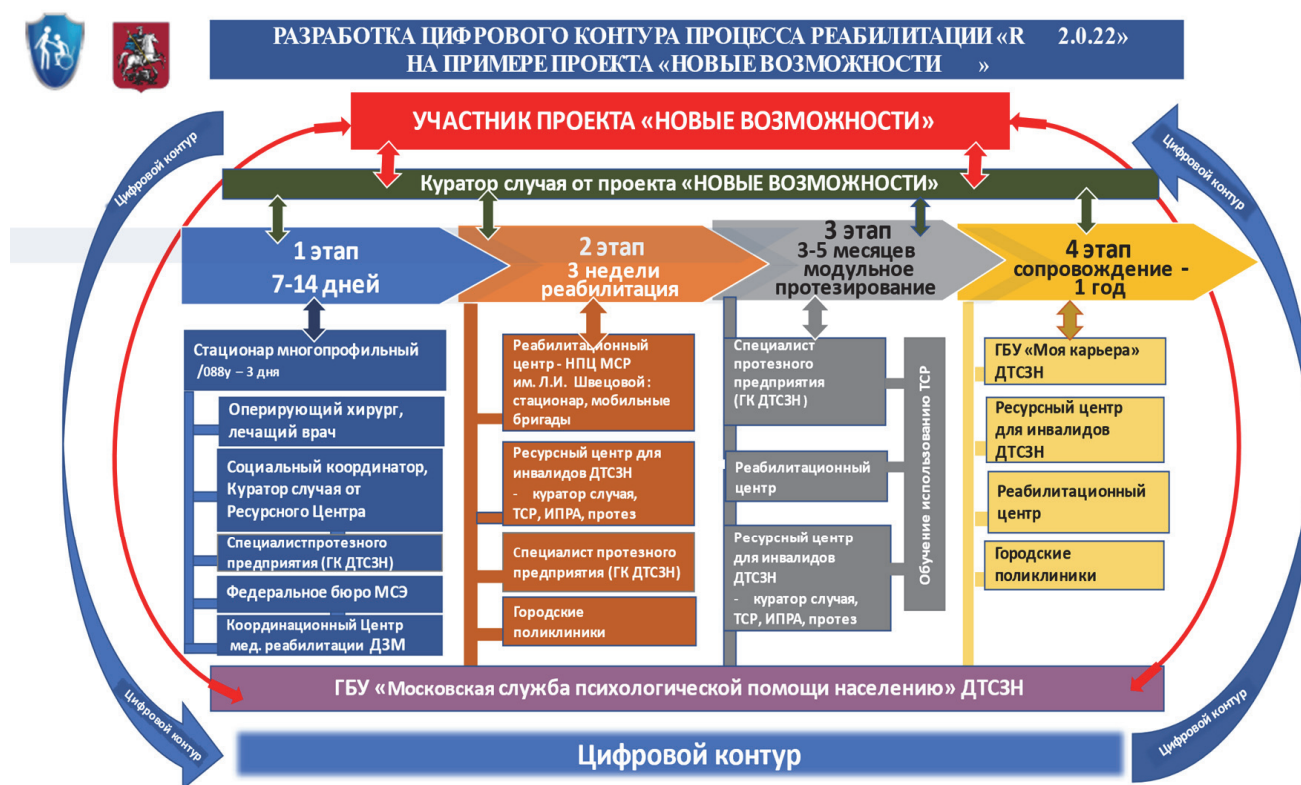 РАЗРАБОТКА ЦИФРОВОГО КОНТУРА ПРОЦЕССА РЕАБИЛИТАЦИИ «R 2.0.22»
НА ПРИМЕРЕ ПРОЕКТА «НОВЫЕ ВОЗМОЖНОСТИ »
УЧАСТНИК ПРОЕКТА «НОВЫЕ ВОЗМОЖНОСТИ»
Куратор случая от проекта «НОВЫЕ ВОЗМОЖНОСТИ»
Цифровой контур
Цифровой контур
1 этап
7-14 дней
2 этап
3 недели
реабилитация
3 этап
3-5 месяцев
модульное
протезирование
4 этап
сопровождение -
1 год
Стационар многопрофильный
/088у – 3 дня
Оперирующий хирург,
лечащий врач
Социальный координатор,
Куратор случая от
Ресурсного Центра
Специалистпротезного
предприятия (ГК ДТСЗН)
Федеральное бюро МСЭ
Координационный Центр
мед. реабилитации ДЗМ
Реабилитационный
центр - НПЦ МСР
им. Л.И. Швецовой :
стационар, мобильные
бригады
Ресурсный центр для
инвалидов ДТСЗН
- куратор случая,
ТСР, ИПРА, протез
Специалист протезного
предприятия (ГК ДТСЗН)
Городские
поликлиники
Специалист
протезного
предприятия
(ГК ДТСЗН )
Реабилитационный
центр
Ресурсный центр
для инвалидов
ДТСЗН
- куратор случая,
ТСР, ИПРА, протез
Обучение использованию ТСР
ГБУ «Моя карьера»
ДТСЗН
Ресурсный центр
для инвалидов
ДТСЗН
Реабилитационный
центр
Городские
поликлиники
ГБУ «Московская служба психологической помощи населению» ДТСЗН
Цифровой контур
Цифровой контур
Цифровой контур